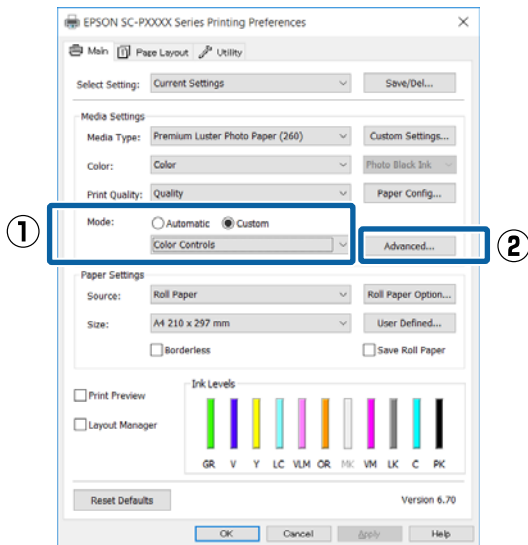 EPSON SC-PXXXX Series Printing Preferences
Main Page Layout Utility
Select Setting: Current Settings Save/Del...
Media Settings
Media Type: Premium Luster Photo Paper (260) Custom Settings...
Color: Color Photo Black Ink
Print Quality: Quality Paper Config...
① Mode: Automatic Custom
Color Controls Advanced... ②
Paper Settings
Source: Roll Paper Roll Paper Option...
Size: A4 210 x 297 mm User Defined...
Borderless Save Roll Paper
Print Preview Ink Levels
Layout Manager
GR V Y LC VLM OR MK VM LK C PK
Reset Defaults Version 6.70
OK Cancel Apply Help